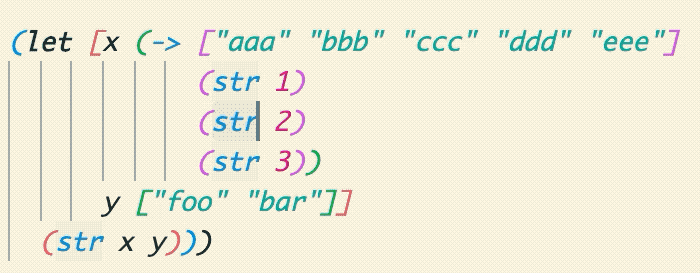 (let [x (-> ["aaa" "bbb" "ccc" "ddd" "eee"]
(str 1)
(str 2)
(str 3))
y ["foo" "bar"]]
(str x y)))